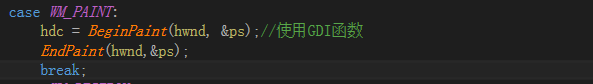 case WM_PAINT:
hdc = BeginPaint(hwnd, &ps);//使用GDI函数
EndPaint(hwnd,&ps);
break;